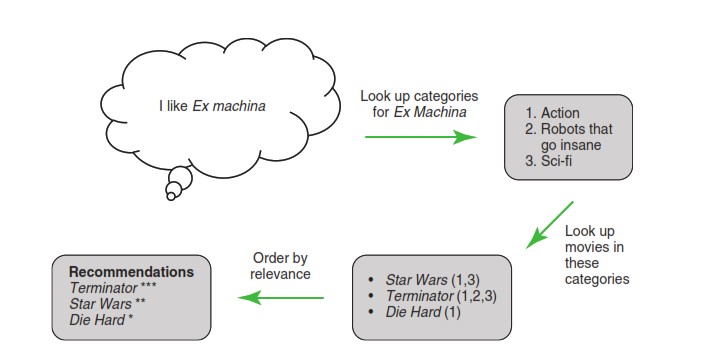 I like Ex machina
Look up categories
for Ex Machina
1. Action
2. Robots that
go insane
3. Sci-fi
Look up
movies in
these
categories
• Star Wars (1,3)
• Terminator (1,2,3)
• Die Hard (1)
Order by
relevance
Recommendations
Terminator ***
Star Wars **
Die Hard *